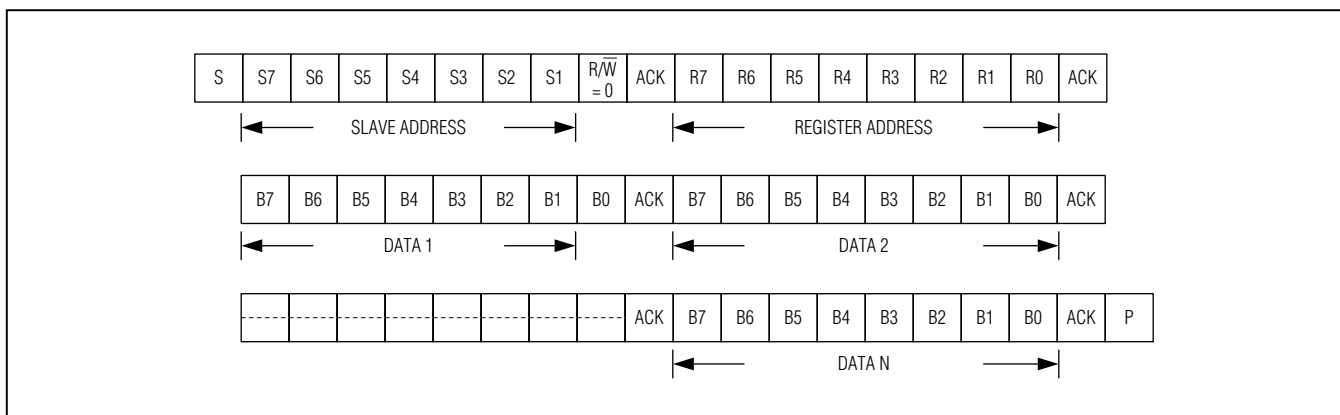 S S7 S6 S5 S4 S3 S2 S1 R/W̅ = 0 ACK R7 R6 R5 R4 R3 R2 R1 R0 ACK
SLAVE ADDRESS REGISTER ADDRESS
B7 B6 B5 B4 B3 B2 B1 B0 ACK B7 B6 B5 B4 B3 B2 B1 B0 ACK
DATA 1 DATA 2
ACK B7 B6 B5 B4 B3 B2 B1 B0 ACK P
DATA N